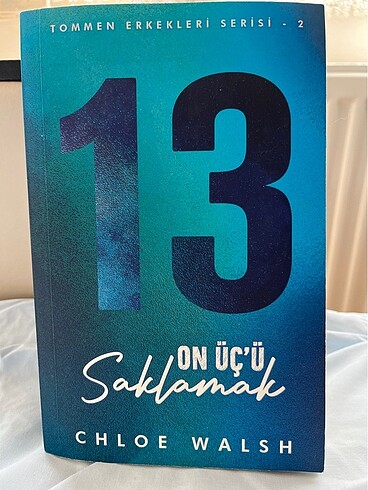 TOMMEN ERKEKLERİ SERİSİ - 2
13
ON ÜÇ'Ü
Saklamak
CHLOE WALSH